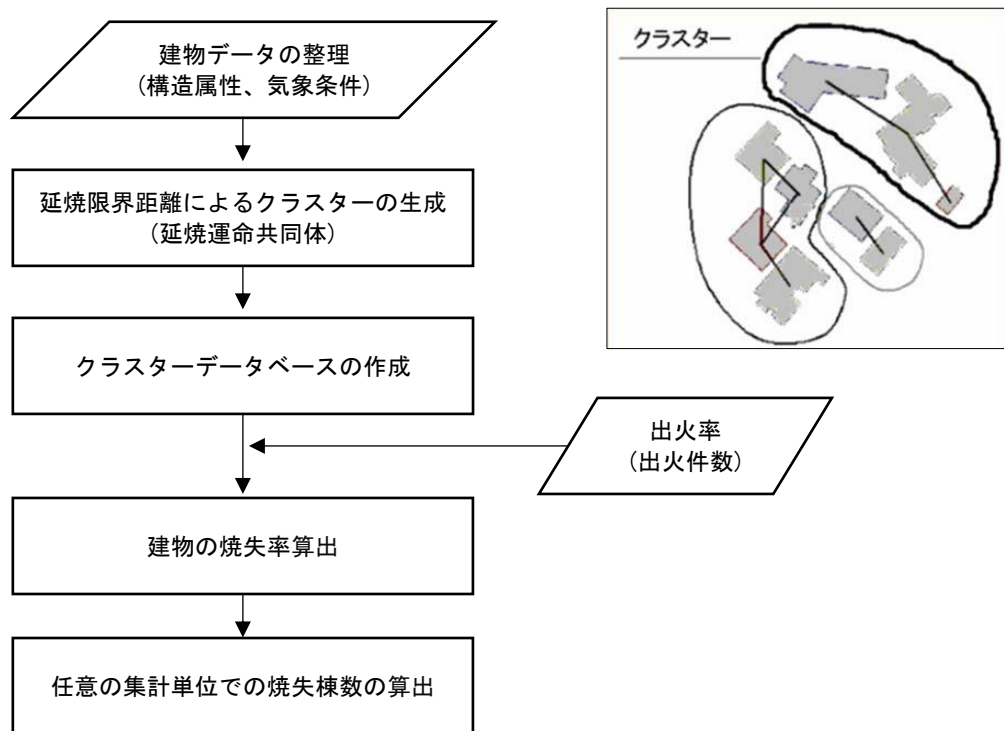 建物データの整理
（構造属性、気象条件）
クラスター
延焼限界距離によるクラスターの生成
（延焼運命共同体）
クラスターデータベースの作成
出火率
（出火件数）
建物の焼失率算出
任意の集計単位での焼失棟数の算出